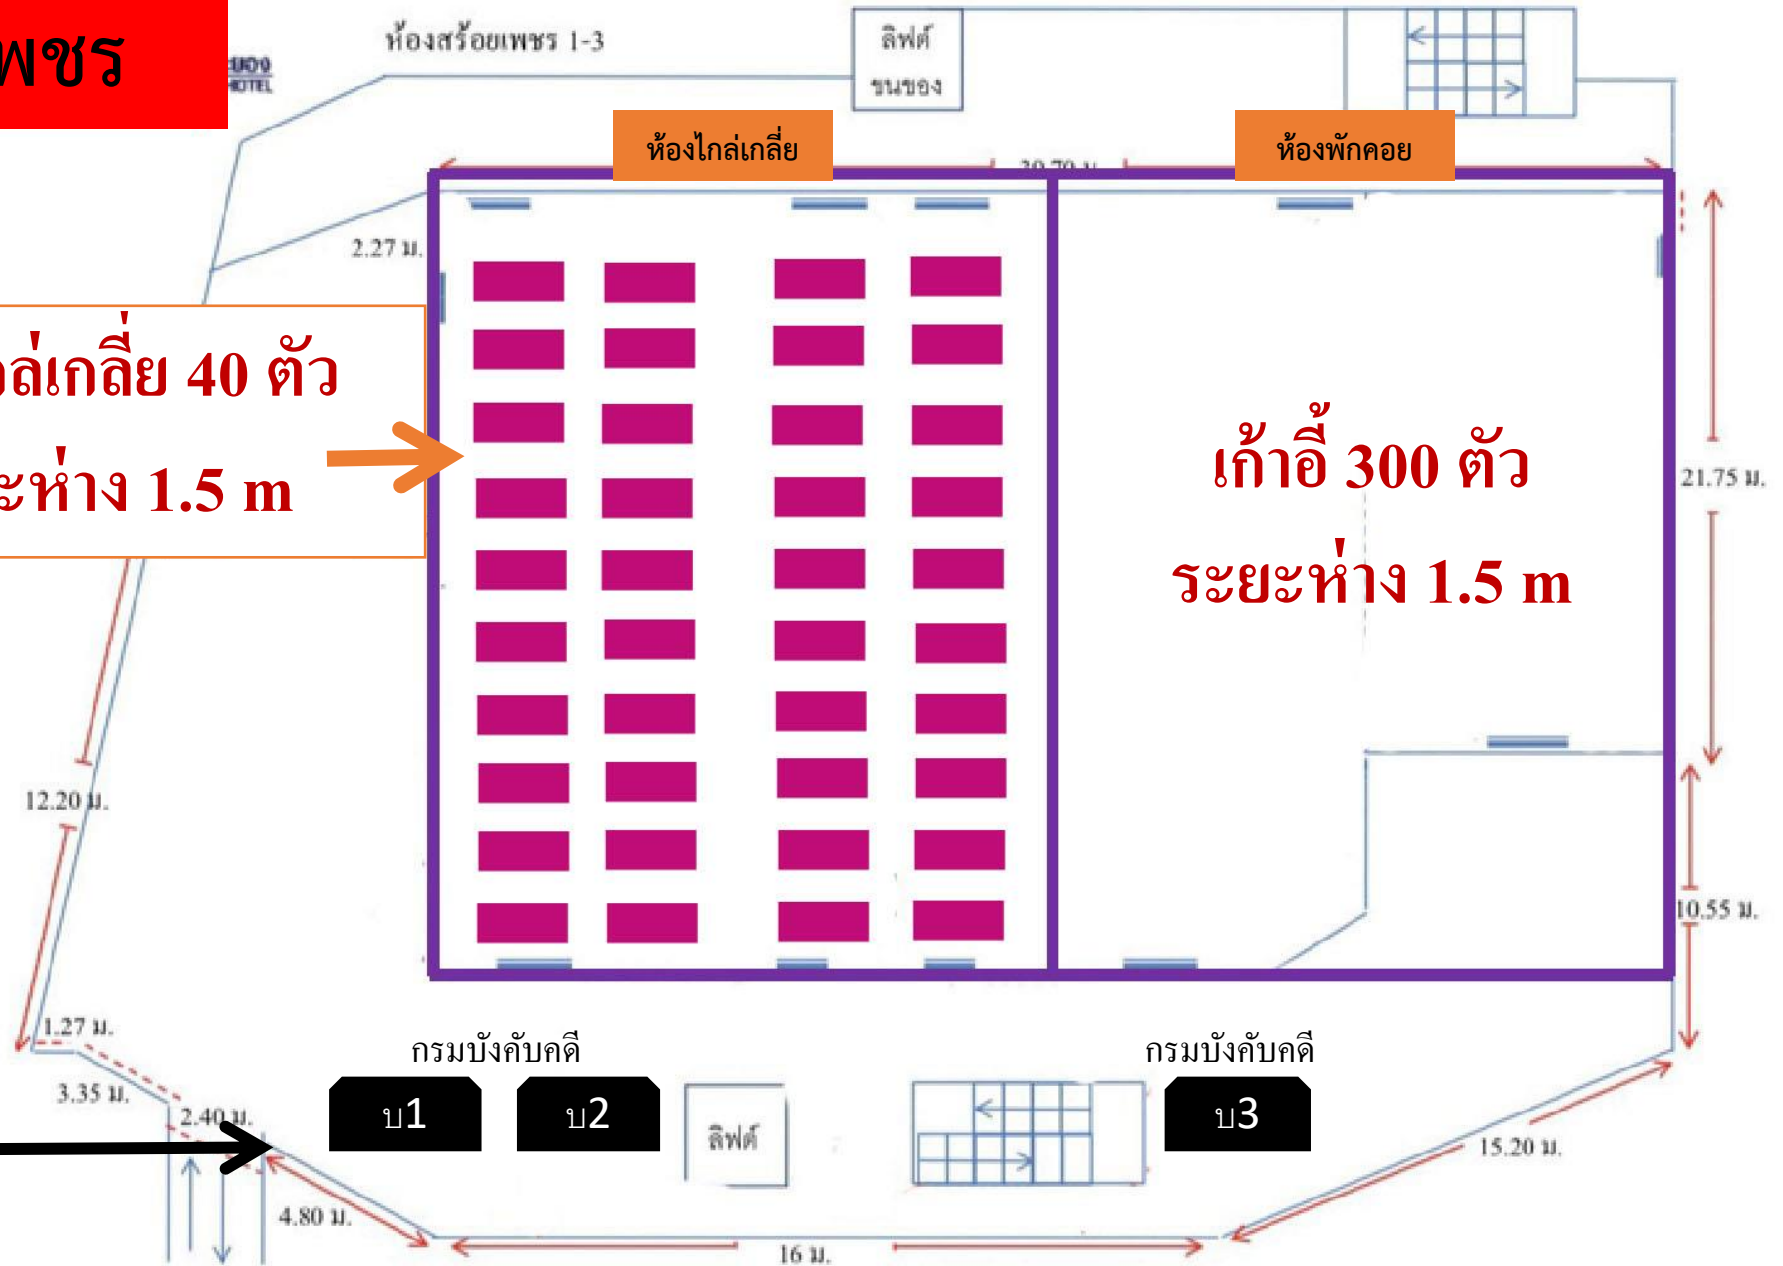 พชร
ห้องสร้อยเพชร 1-3
ลิฟต์
ขนของ
HOTEL
ห้องไกล่เกลี่ย
ห้องพักคอย
2.27 ม.
ล่เกลี่ย 40 ตัว
ะห่าง 1.5 m
เก้าอี้ 300 ตัว
ระยะห่าง 1.5 m
21.75 ม.
12.20 ม.
10.55 ม.
1.27 ม.
3.35 ม.
2.40 ม.
กรมบังคับคดี
กรมบังคับคดี
บ1
บ2
ลิฟต์
บ3
15.20 ม.
4.80 ม.
16 ม.